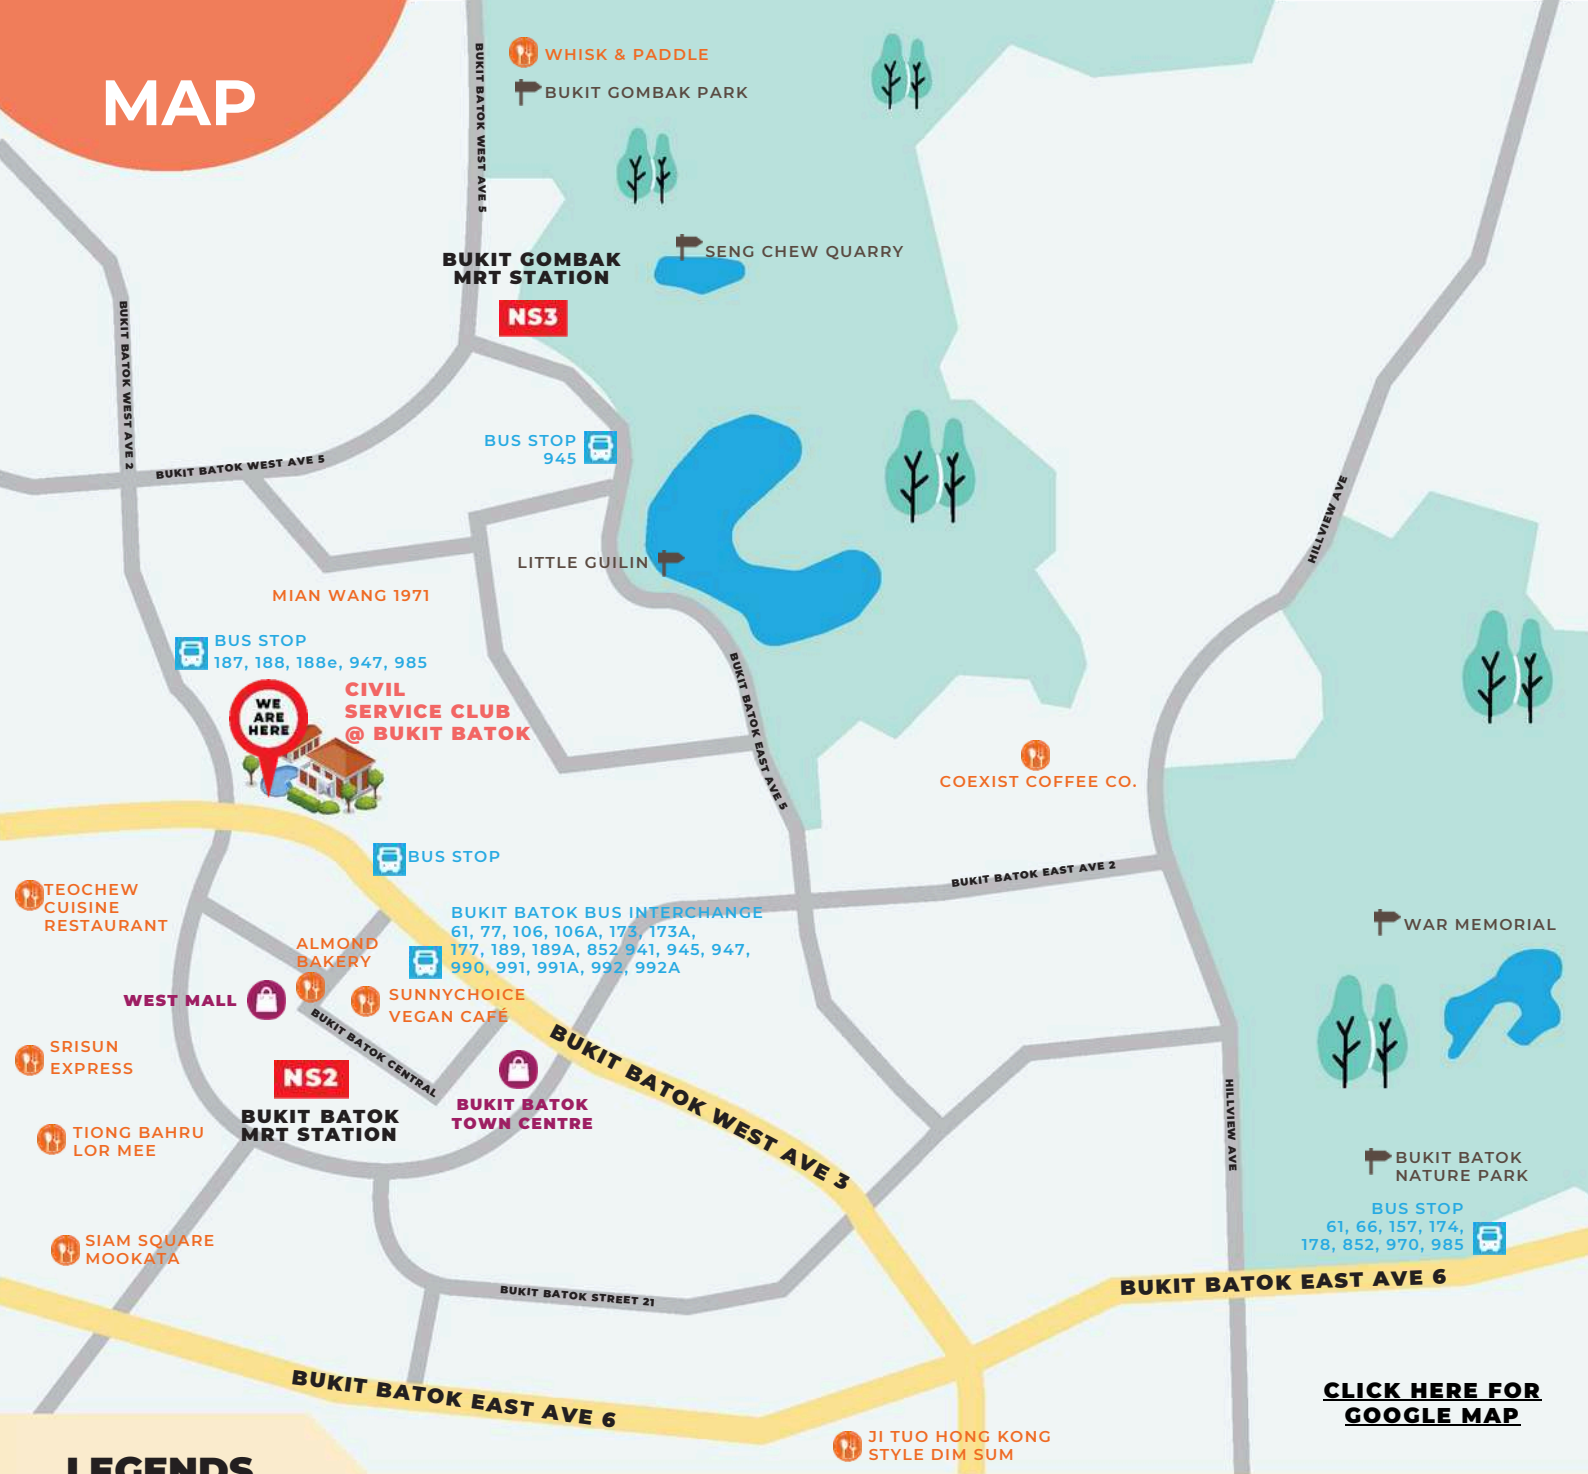 MAP
BUKIT BATOK WEST AVE 5
WHISK & PADDLE
BUKIT GOMBAK PARK
SENG CHEW QUARRY
BUKIT GOMBAK
MRT STATION
NS3
BUKIT BATOK WEST AVE 2
BUKIT BATOK WEST AVE 5
BUS STOP
945
HILLVIEW AVE
LITTLE GUILIN
MIAN WANG 1971
BUS STOP
187, 188, 188e, 947, 985
WE
ARE
HERE
CIVIL
SERVICE CLUB
@ BUKIT BATOK
BUKIT BATOK EAST AVE 5
COEXIST COFFEE CO.
BUS STOP
BUKIT BATOK EAST AVE 2
TEOCHEW
CUISINE
RESTAURANT
BUKIT BATOK BUS INTERCHANGE
61, 77, 106, 106A, 173, 173A,
177, 189, 189A, 852 941, 945, 947,
990, 991, 991A, 992, 992A
WAR MEMORIAL
ALMOND
BAKERY
WEST MALL
SUNNYCHOICE
VEGAN CAFÉ
BUKIT BATOK CENTRAL
SRISUN
EXPRESS
NS2
BUKIT BATOK
MRT STATION
BUKIT BATOK
TOWN CENTRE
BUKIT BATOK WEST AVE 3
HILLVIEW AVE
TIONG BAHRU
LOR MEE
BUKIT BATOK
NATURE PARK
BUS STOP
61, 66, 157, 174,
178, 852, 970, 985
SIAM SQUARE
MOOKATA
BUKIT BATOK STREET 21
BUKIT BATOK EAST AVE 6
BUKIT BATOK EAST AVE 6
CLICK HERE FOR
GOOGLE MAP
JI TUO HONG KONG
STYLE DIM SUM
LEGENDS